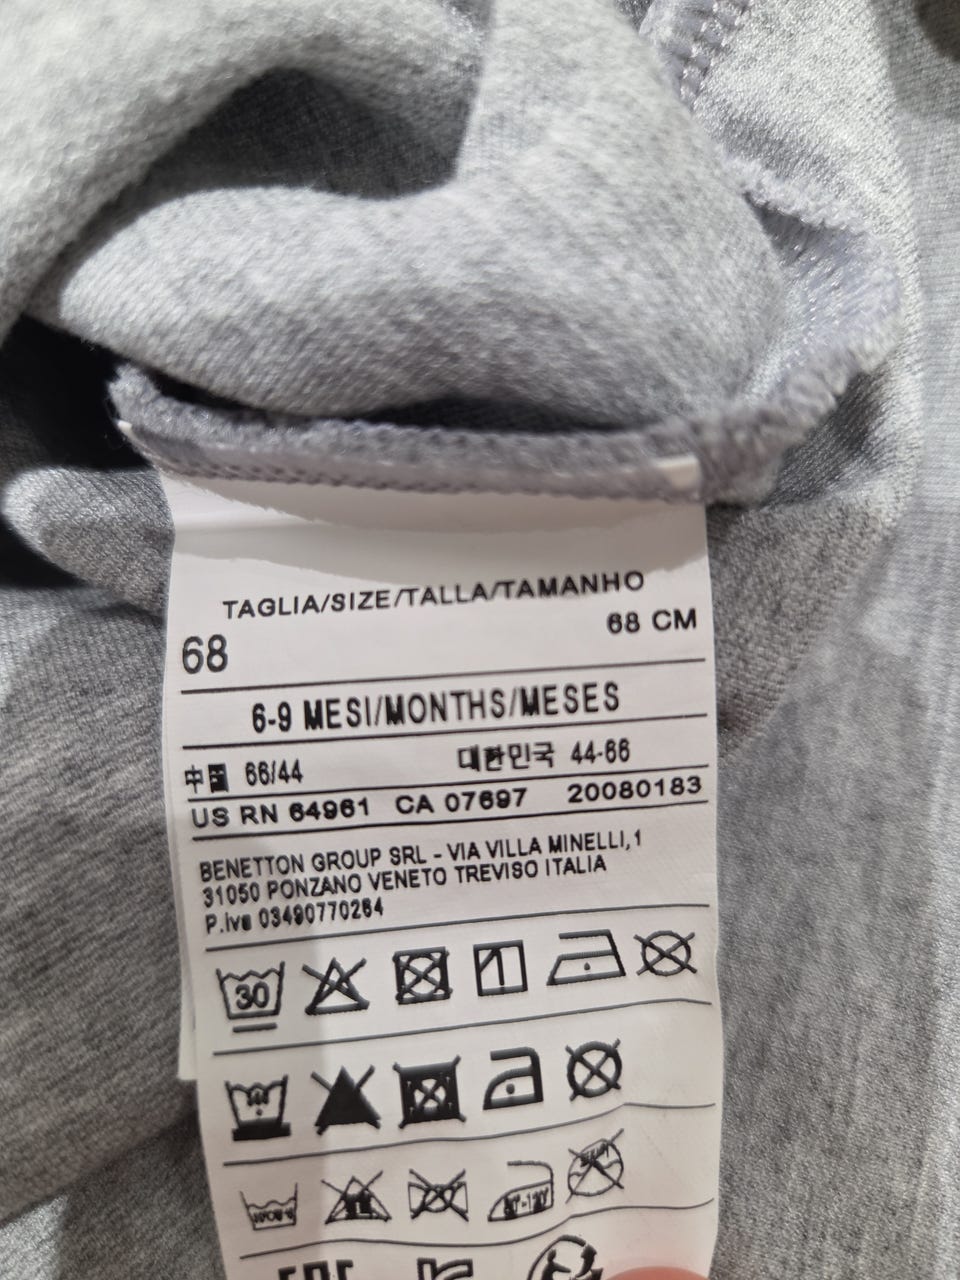 TAGLIA/SIZE/TALLA/TAMANHO
68 68 CM
6-9 MESI/MONTHS/MESES
中國 66/44 대한민국 44-66
US RN 64961 CA 07697 20080183
BENETTON GROUP SRL - VIA VILLA MINELLI, 1
31050 PONZANO VENETO TREVISO ITALIA
P.Iva 03490770264
30